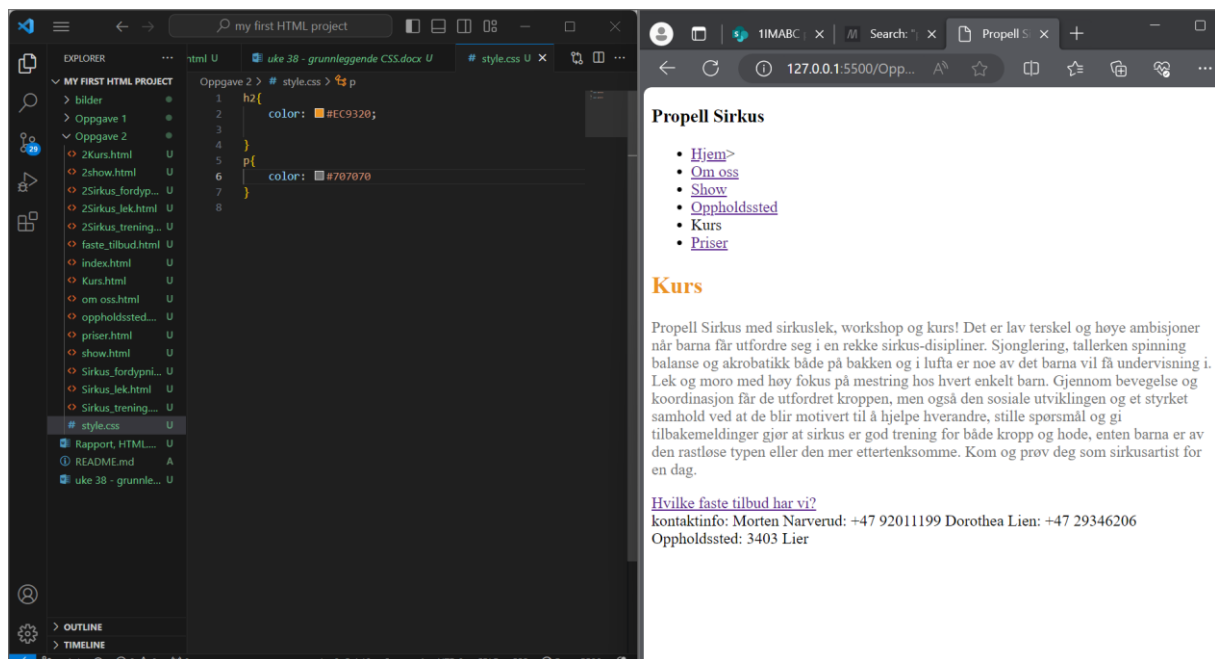 my first HTML project
EXPLORER
MY FIRST HTML PROJECT
bilder
Oppgave 1
Oppgave 2
2Kurs.html U
2show.html U
2Sirkus_fordyp... U
2Sirkus_lek.html U
2Sirkus_trening... U
faste_tilbud.html U
index.html U
Kurs.html U
om oss.html U
oppholdssted.... U
priser.html U
show.html U
Sirkus_fordypni... U
Sirkus_lek.html U
Sirkus_trening.... U
# style.css U
Rapport, HTML... U
README.md A
uke 38 - grunnle... U
OUTLINE
TIMELINE
29
html U
uke 38 - grunnleggende CSS.docx U
# style.css U
Oppgave 2 > # style.css > p
1 h2{
2 color: #EC9320;
3
4 }
5 p{
6 color: #707070
7 }
8
1IMABC
Search: "
Propell Si
127.0.0.1:5500/Opp...
Propell Sirkus
• Hjem>
• Om oss
• Show
• Oppholdssted
• Kurs
• Priser
Kurs
Propell Sirkus med sirkuslek, workshop og kurs! Det er lav terskel og høye ambisjoner
når barna får utfordre seg i en rekke sirkus-disipliner. Sjonglering, tallerken spinning
balanse og akrobatikk både på bakken og i lufta er noe av det barna vil få undervisning i.
Lek og moro med høy fokus på mestring hos hvert enkelt barn. Gjennom bevegelse og
koordinasjon får de utfordret kroppen, men også den sosiale utviklingen og et styrket
samhold ved at de blir motivert til å hjelpe hverandre, stille spørsmål og gi
tilbakemeldinger gjør at sirkus er god trening for både kropp og hode, enten barna er av
den rastløse typen eller den mer ettertenksomme. Kom og prøv deg som sirkusartist for
en dag.
Hvilke faste tilbud har vi?
kontaktinfo: Morten Narverud: +47 92011199 Dorothea Lien: +47 29346206
Oppholdssted: 3403 Lier